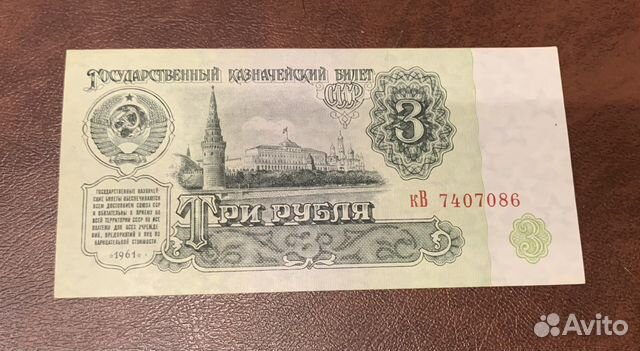 Государственный казначейский билет
СССР
3
кВ 7407086
Государственные казначей-
ские билеты обеспечиваются
всем достоянием Союза ССР
и обязательны к приему на
всей территории СССР во все
платежи для всех учрежде-
ний, предприятий и лиц по
нарицательной стоимости
1961
Три рубля
3
3
Avito